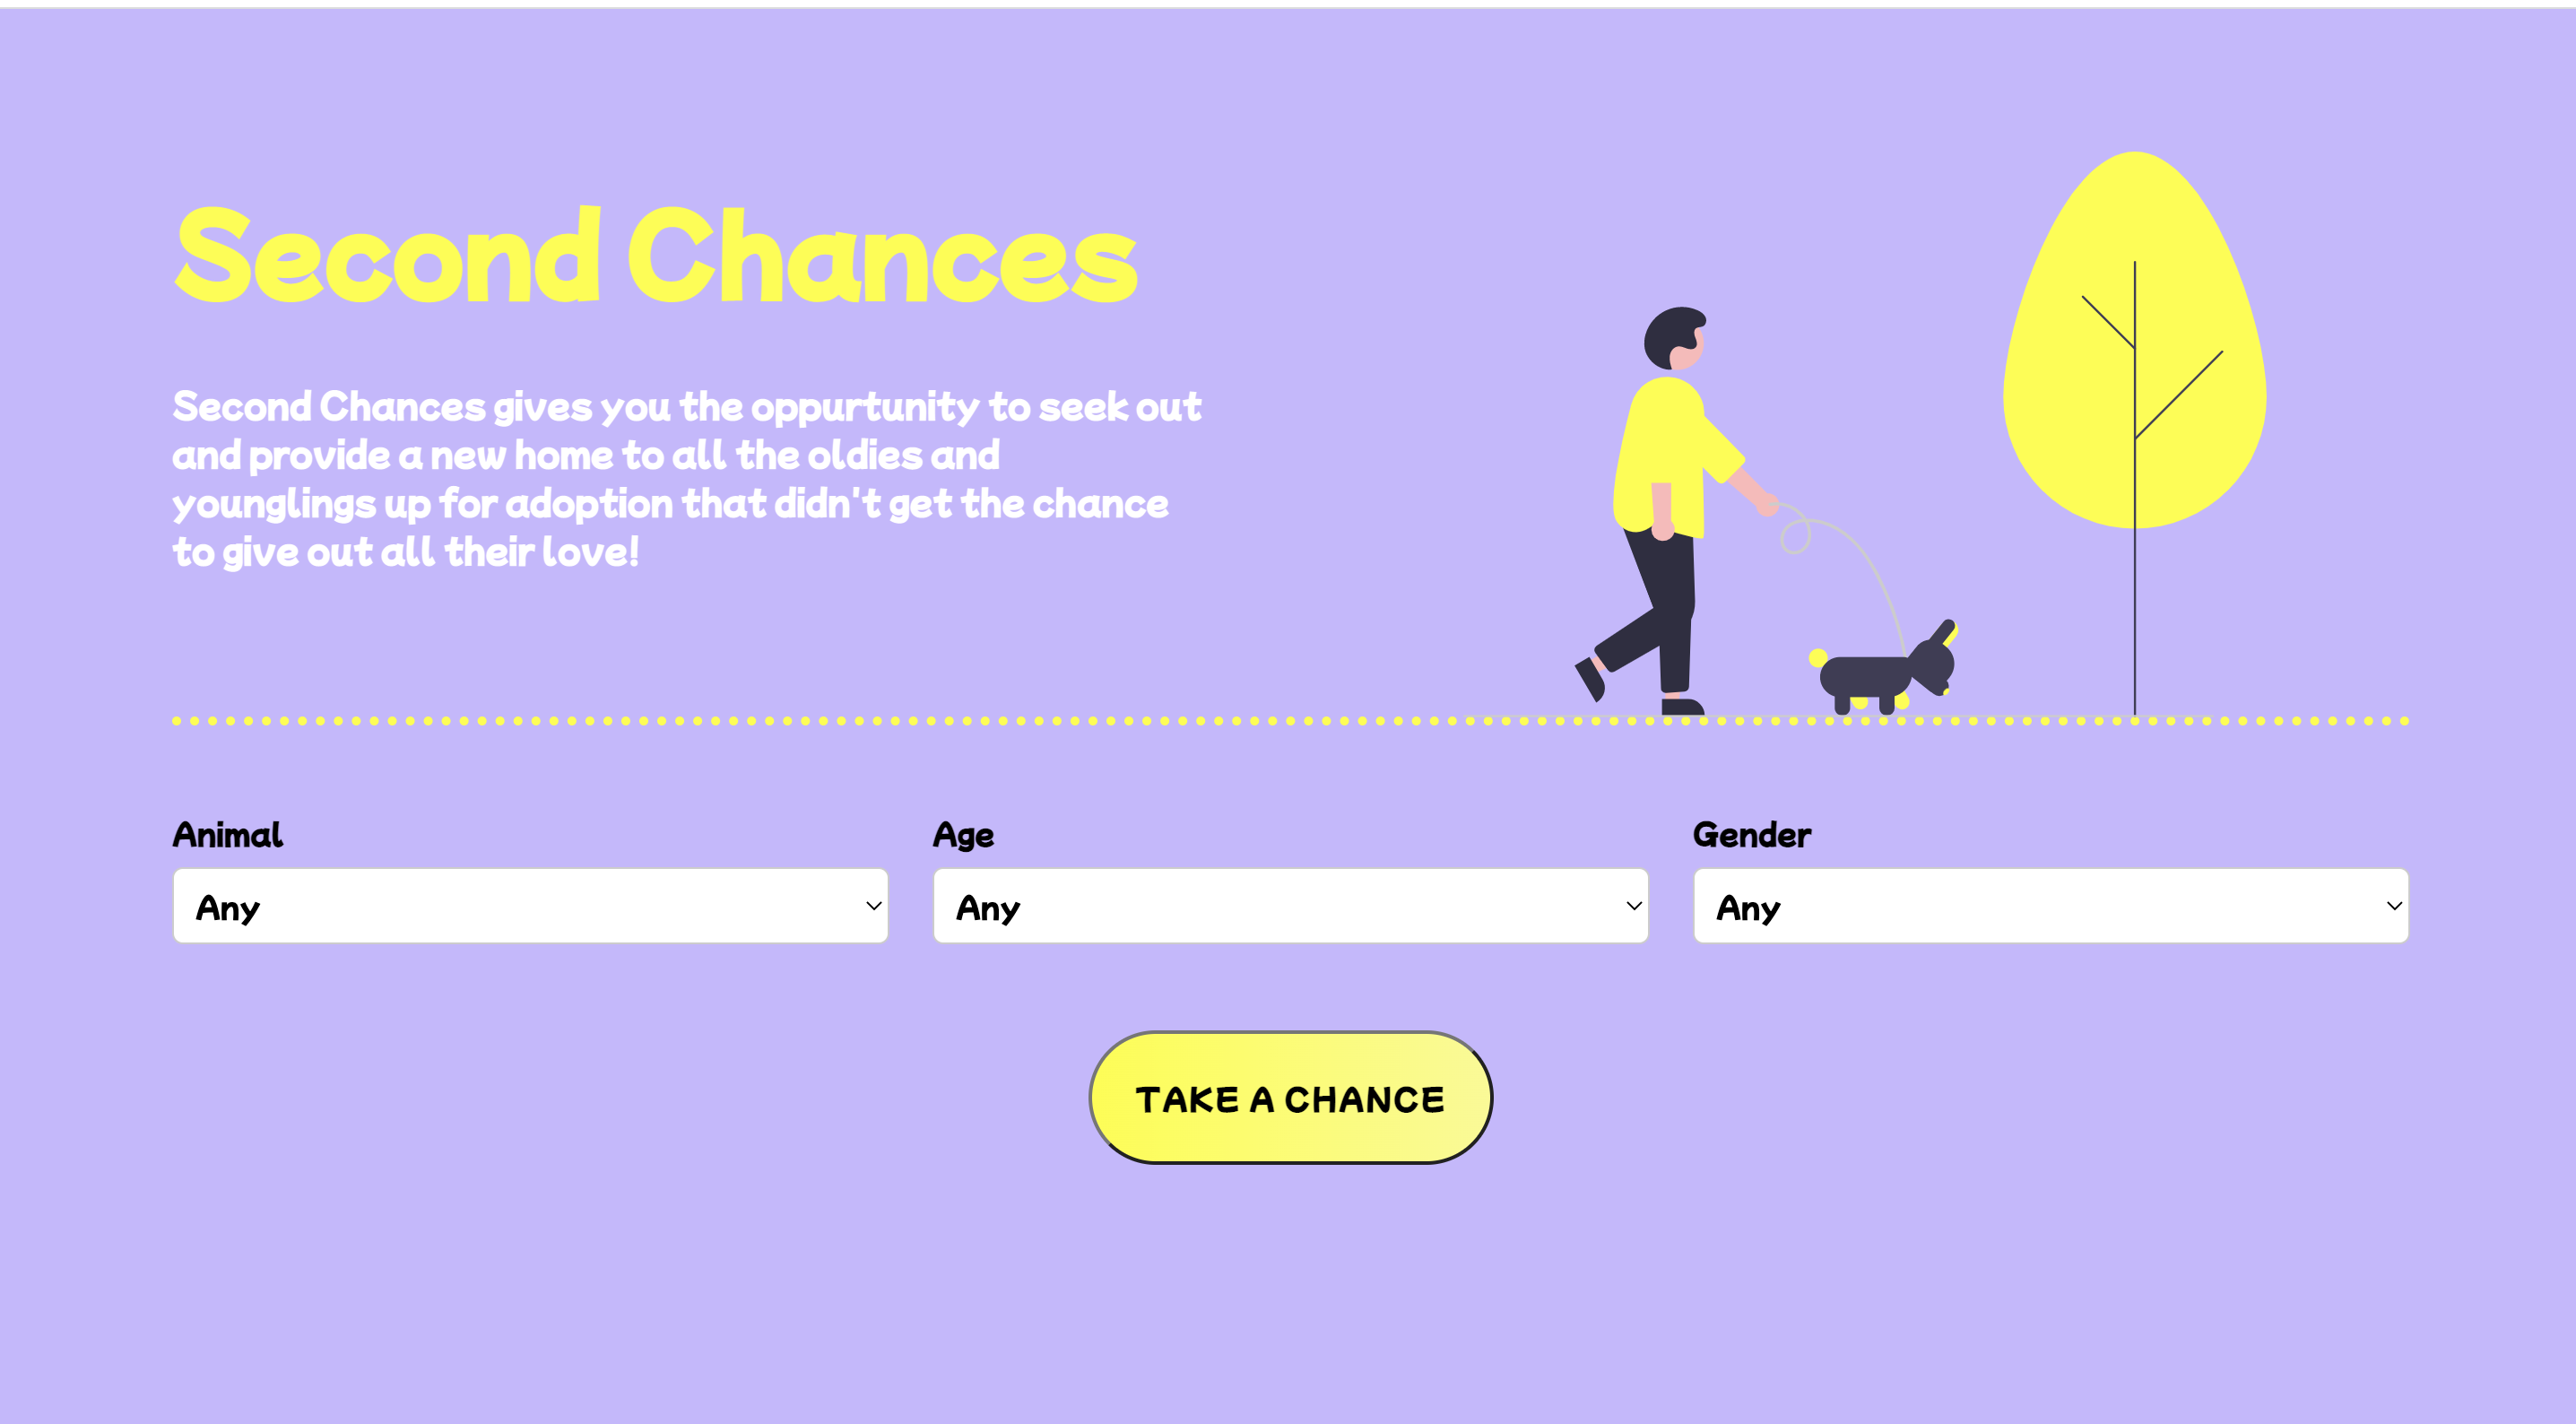 Second Chances
Second Chances gives you the oppurtunity to seek out
and provide a new home to all the oldies and
younglings up for adoption that didn't get the chance
to give out all their love!
Animal
Age
Gender
Any
Any
Any
TAKE A CHANCE